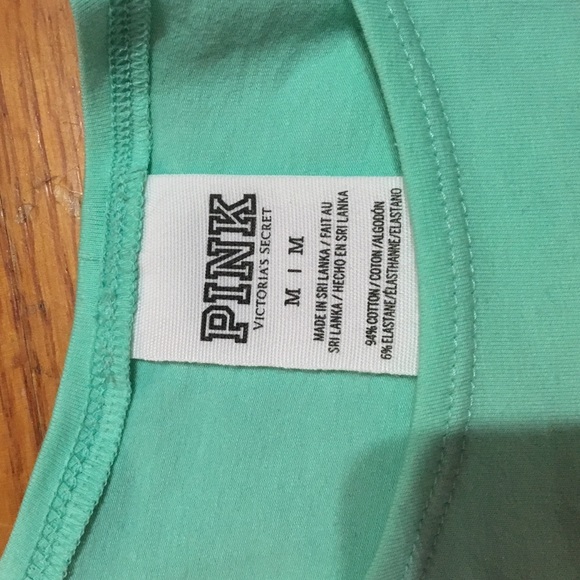 PINK
VICTORIA'S SECRET
M | M
MADE IN SRI LANKA / FAIT AU
SRI LANKA / HECHO EN SRI LANKA
94% COTTON / COTON / ALGODÓN
6% ELASTANE/ÉLASTHANNE/ELASTANO